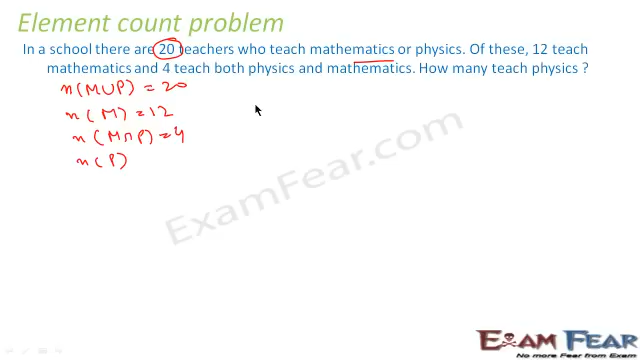 Element count problem
In a school there are 20 teachers who teach mathematics or physics. Of these, 12 teach
mathematics and 4 teach both physics and mathematics. How many teach physics ?
n(M∪P) = 20
n(M) = 12
n(M∩P) = 4
n(P)
ExamFear.com
EXAM FEAR
No more Fear from Exam